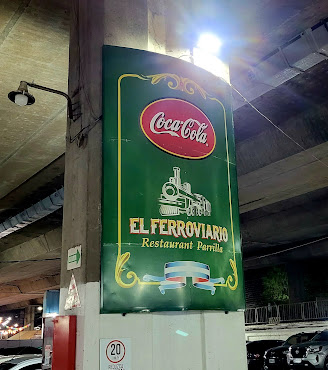 Coca-Cola
EL FERROVIARIO
Restaurant Parrilla
20